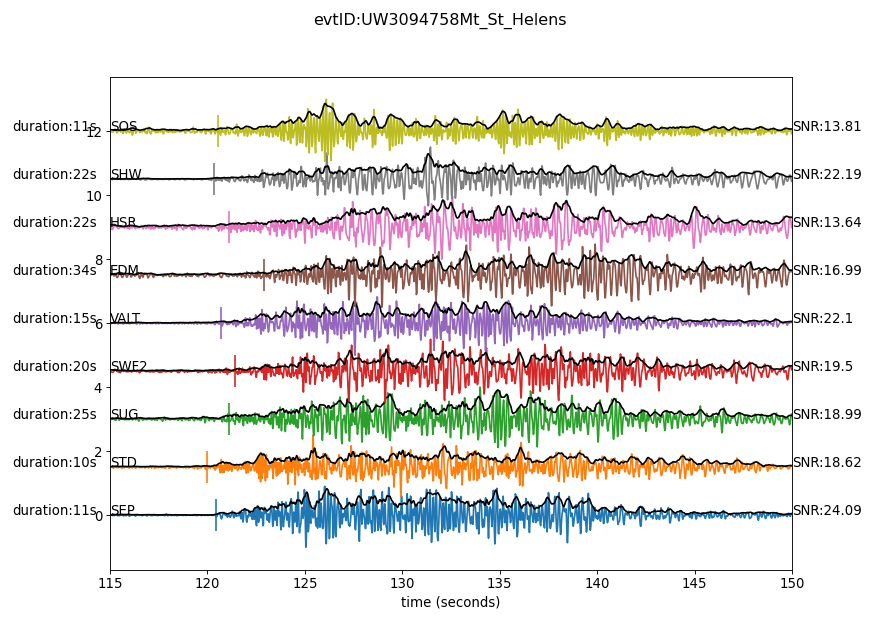 evtID:UW3094758Mt_St_Helens
duration:11s SOS SNR:13.81
12
duration:22s SHW SNR:22.19
10
duration:22s HSR SNR:13.64
8
duration:34s EDM SNR:16.99
duration:15s VALT SNR:22.1
6
duration:20s SWF2 SNR:19.5
4
duration:25s SUG SNR:18.99
2
duration:10s STD SNR:18.62
duration:11s SEP SNR:24.09
0
115 120 125 130 135 140 145 150
time (seconds)